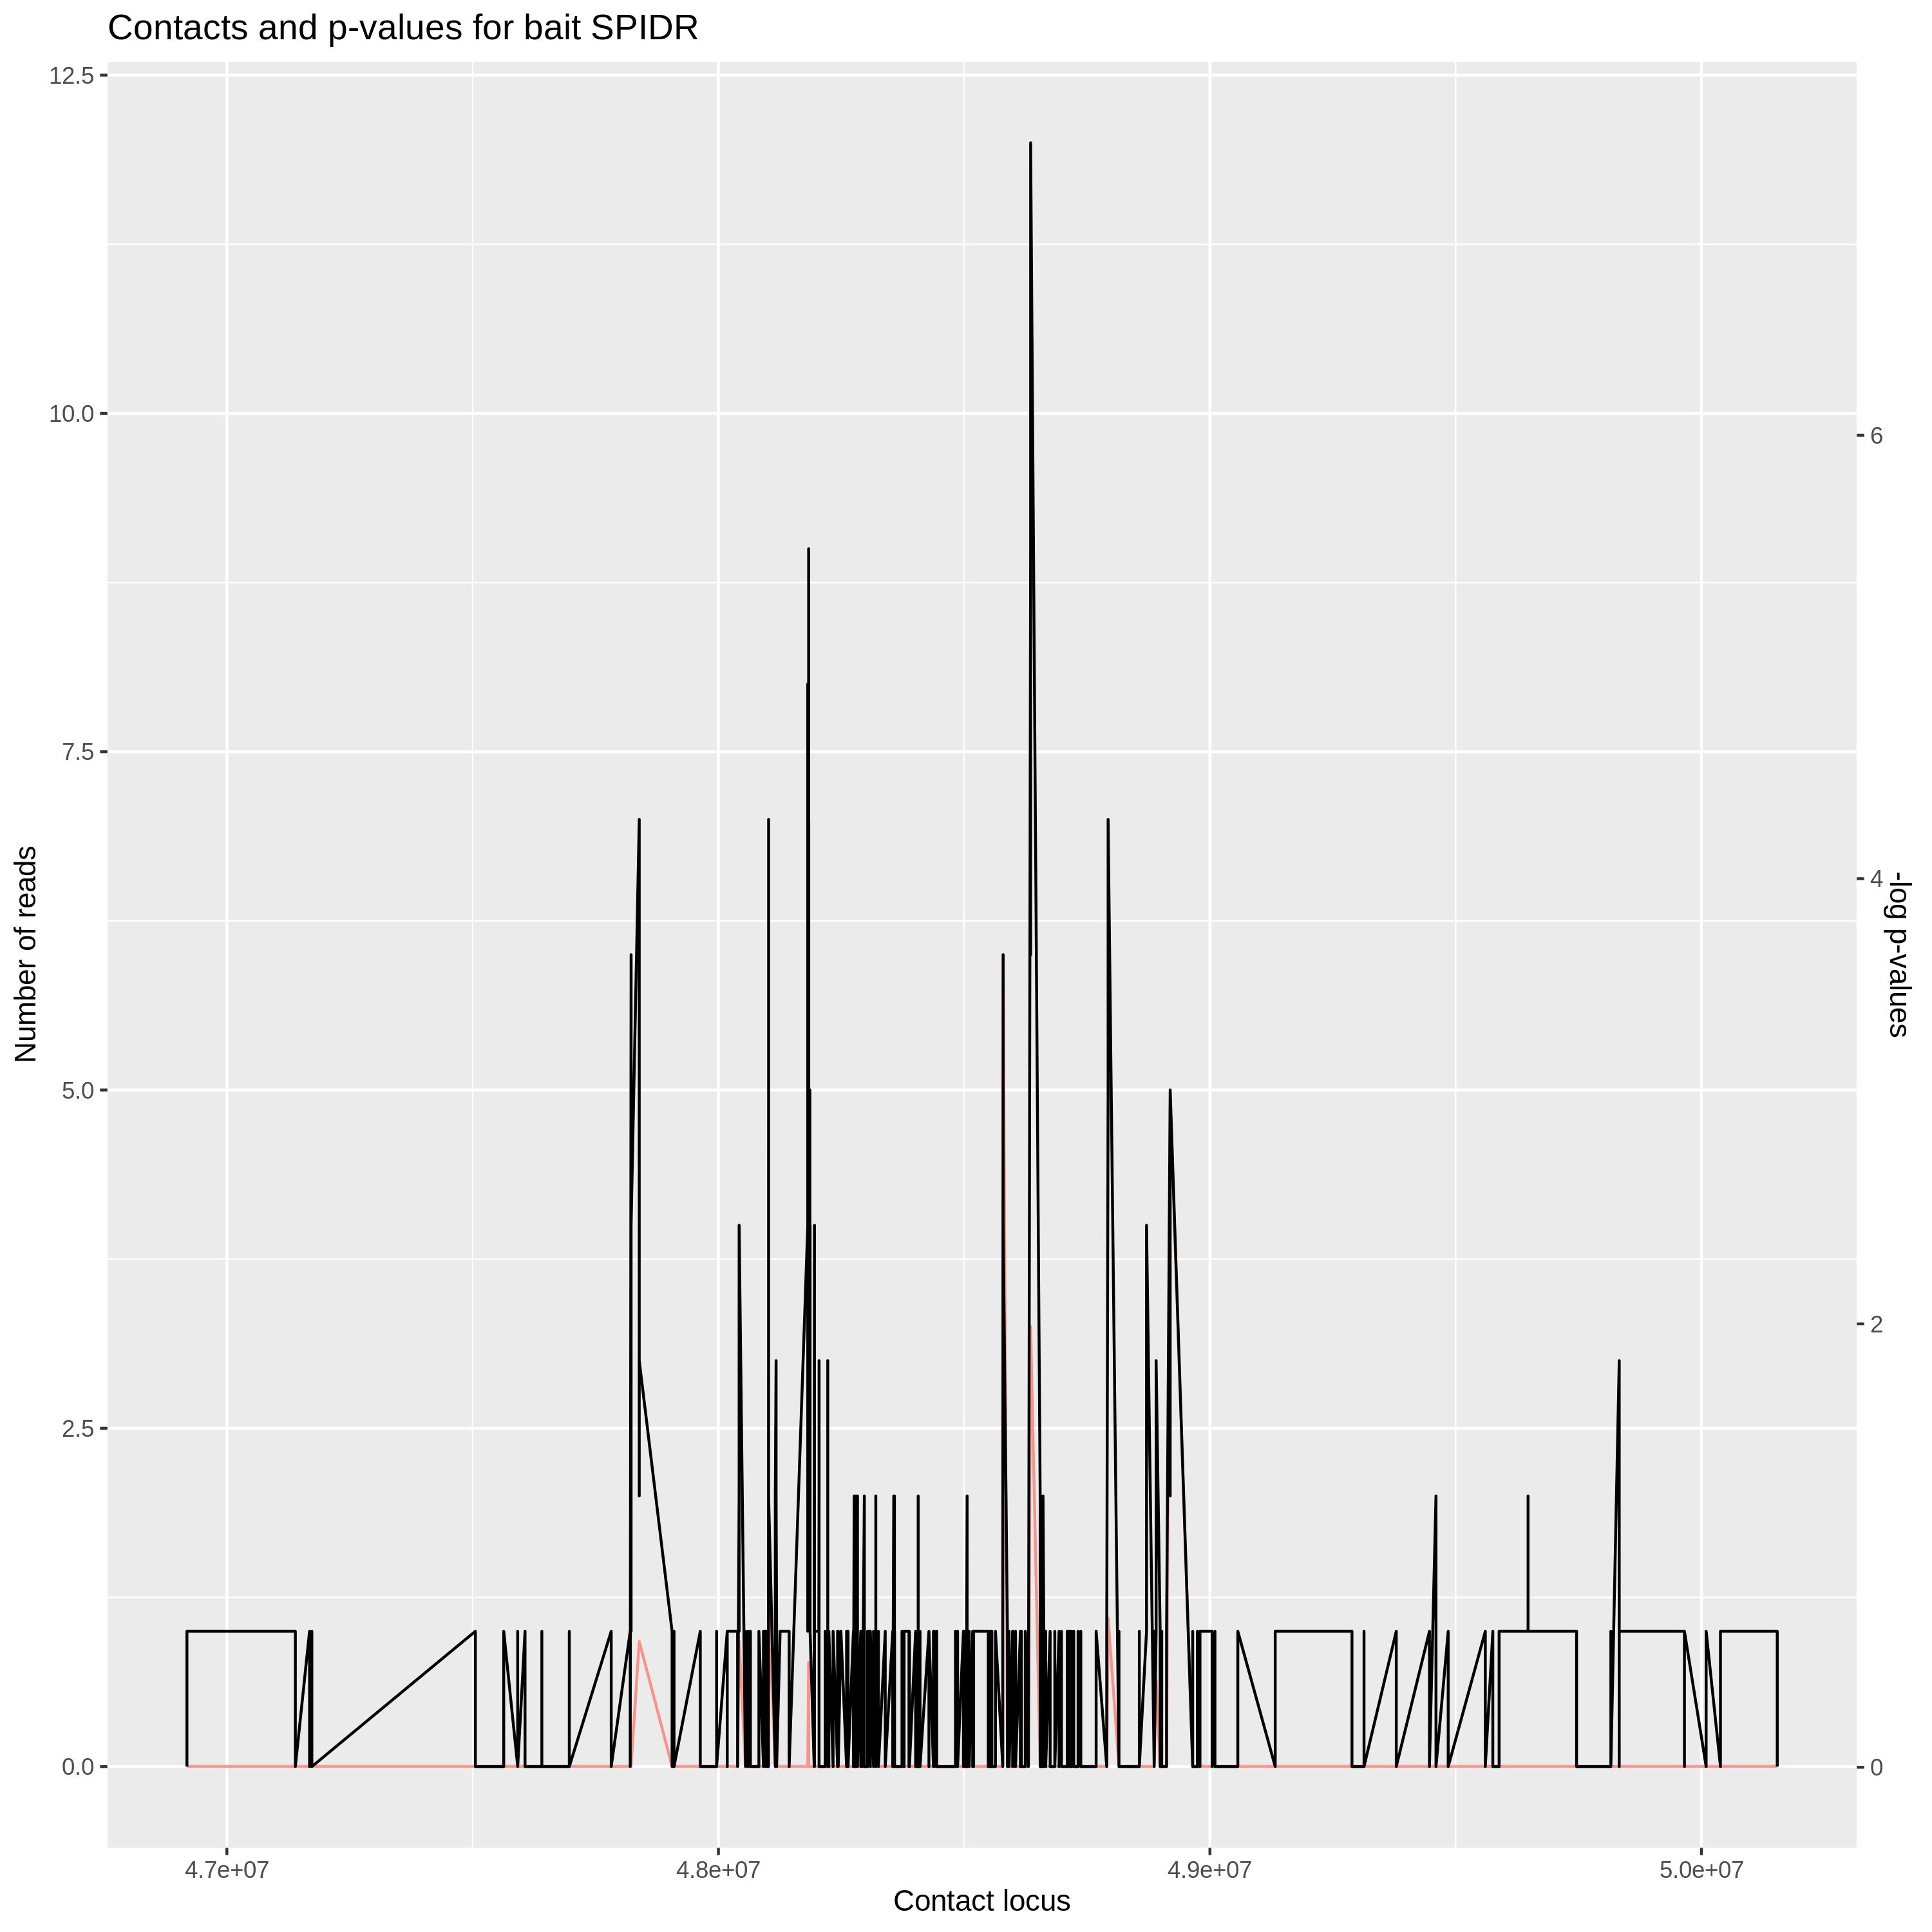 Contacts and p-values for bait SPIDR
12.5
10.0
7.5
5.0
2.5
0.0
Number of reads
6
4
2
0
-log p-values
4.7e+07
4.8e+07
4.9e+07
5.0e+07
Contact locus